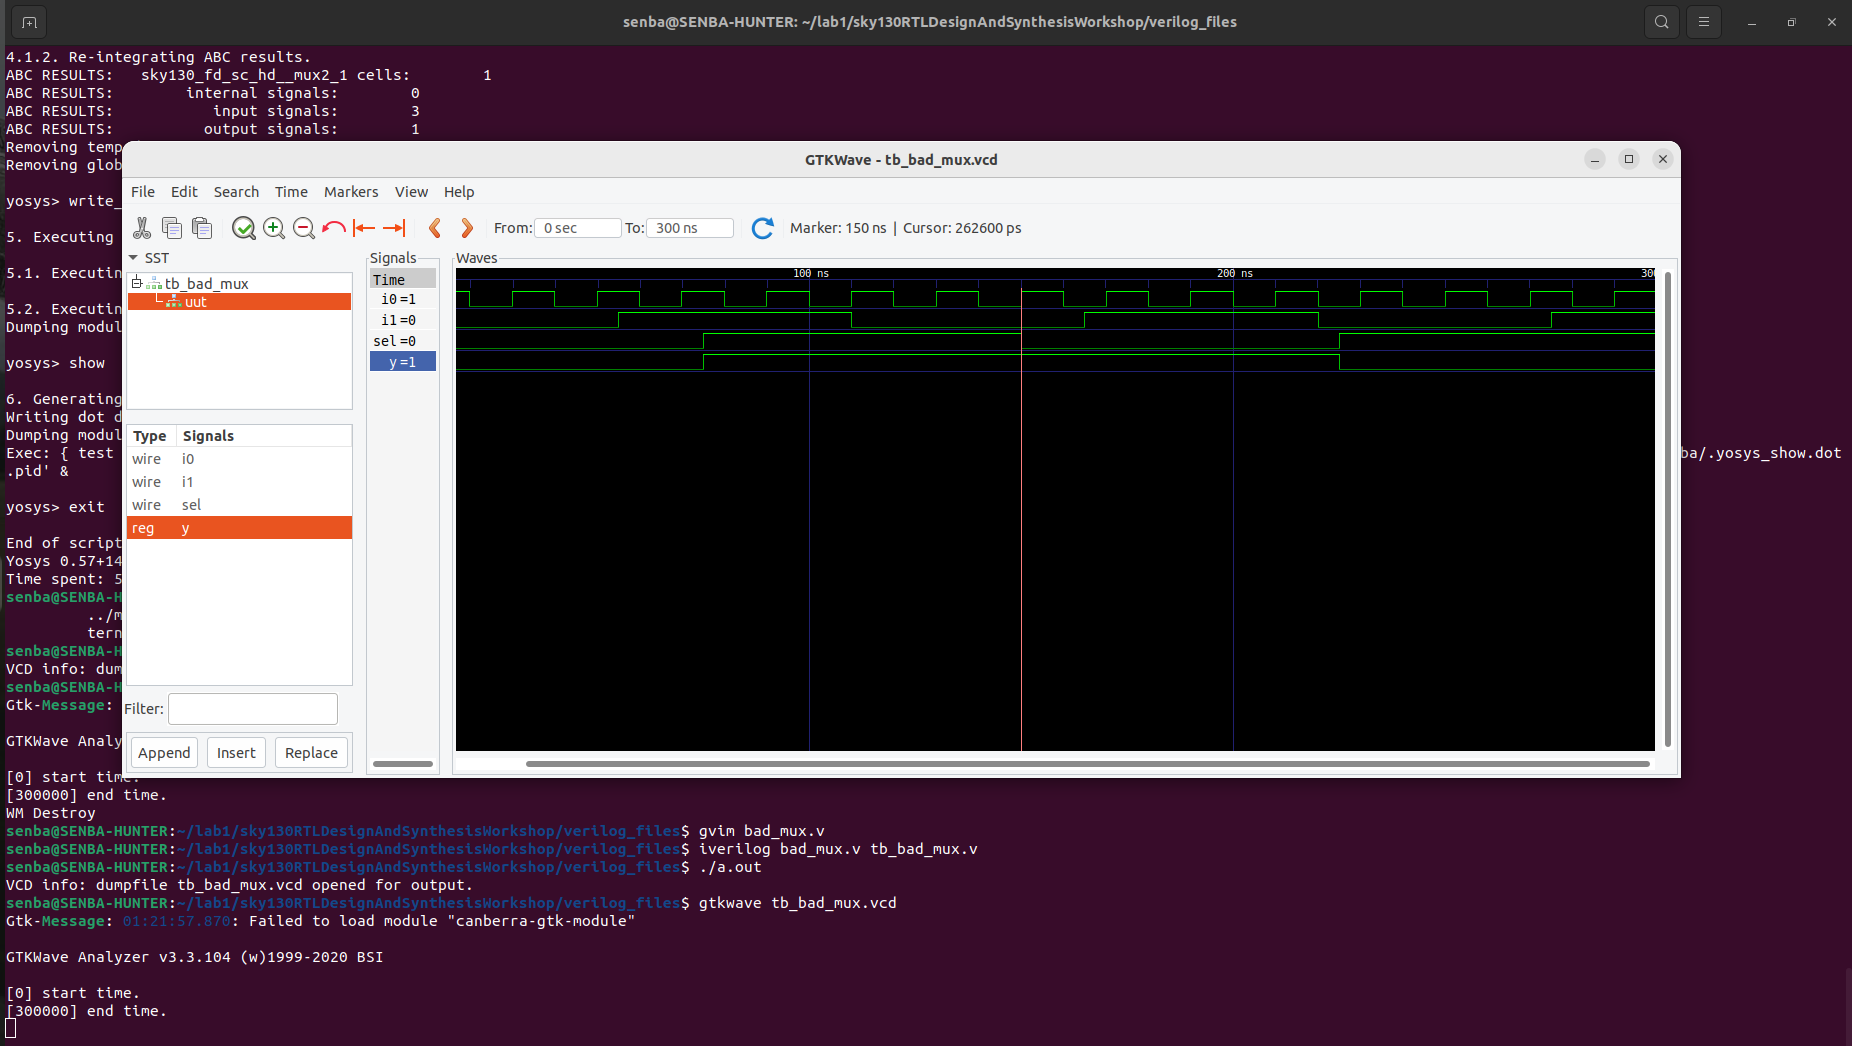 senba@SENBA-HUNTER: ~/lab1/sky130RTLDesignAndSynthesisWorkshop/verilog_files
4.1.2. Re-integrating ABC results.
ABC RESULTS:   sky130_fd_sc_hd__mux2_1 cells:        1
ABC RESULTS:        internal signals:        0
ABC RESULTS:           input signals:        3
ABC RESULTS:          output signals:        1
Removing temp
Removing glob
yosys> write_
5. Executing
5.1. Executin
5.2. Executin
Dumping modul
yosys> show
6. Generating
Writing dot d
Dumping modul
Exec: { test
ba/.yosys_show.dot
.pid' &
yosys> exit
End of script
Yosys 0.57+14
Time spent: 5
senba@SENBA-H
../m
tern
senba@SENBA-H
VCD info: dum
senba@SENBA-H
Gtk-Message:
GTKWave Analy
[0] start time.
[300000] end time.
WM Destroy
senba@SENBA-HUNTER:~/lab1/sky130RTLDesignAndSynthesisWorkshop/verilog_files$ gvim bad_mux.v
senba@SENBA-HUNTER:~/lab1/sky130RTLDesignAndSynthesisWorkshop/verilog_files$ iverilog bad_mux.v tb_bad_mux.v
senba@SENBA-HUNTER:~/lab1/sky130RTLDesignAndSynthesisWorkshop/verilog_files$ ./a.out
VCD info: dumpfile tb_bad_mux.vcd opened for output.
senba@SENBA-HUNTER:~/lab1/sky130RTLDesignAndSynthesisWorkshop/verilog_files$ gtkwave tb_bad_mux.vcd
Gtk-Message: 01:21:57.870: Failed to load module "canberra-gtk-module"
GTKWave Analyzer v3.3.104 (w)1999-2020 BSI
[0] start time.
[300000] end time.
GTKWave - tb_bad_mux.vcd
File Edit Search Time Markers View Help
From: 0 sec To: 300 ns Marker: 150 ns | Cursor: 262600 ps
SST
tb_bad_mux
uut
Type Signals
wire i0
wire i1
wire sel
reg y
Filter:
Append Insert Replace
Signals
Time
i0 =1
i1 =0
sel =0
y =1
Waves
100 ns 200 ns 300